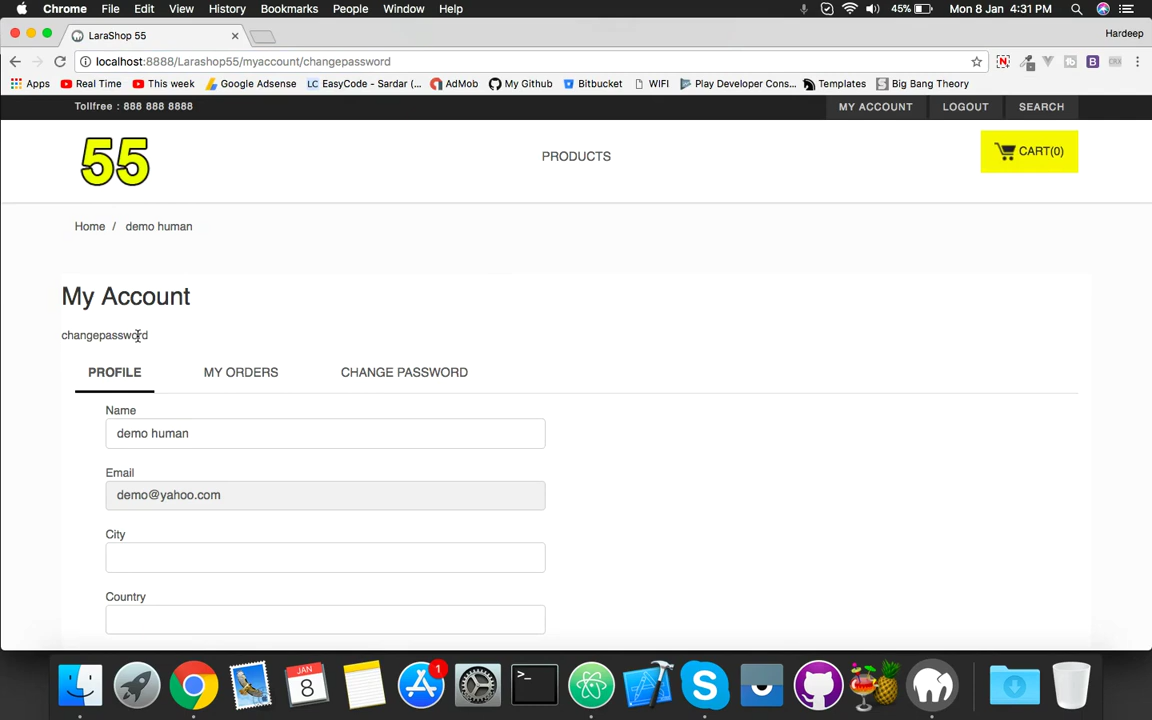 Chrome File Edit View History Bookmarks People Window Help 45% Mon 8 Jan 4:31 PM
LaraShop 55 Hardeep
localhost:8888/Larashop55/myaccount/changepassword
Apps Real Time This week Google Adsense LC EasyCode - Sardar (... AdMob My Github Bitbucket WIFI Play Developer Cons... Templates Big Bang Theory
Tollfree : 888 888 8888 MY ACCOUNT LOGOUT SEARCH
55 PRODUCTS CART(0)
Home / demo human
My Account
changepassword
PROFILE MY ORDERS CHANGE PASSWORD
Name
demo human
Email
demo@yahoo.com
City
Country
JAN
8
1
>_
S